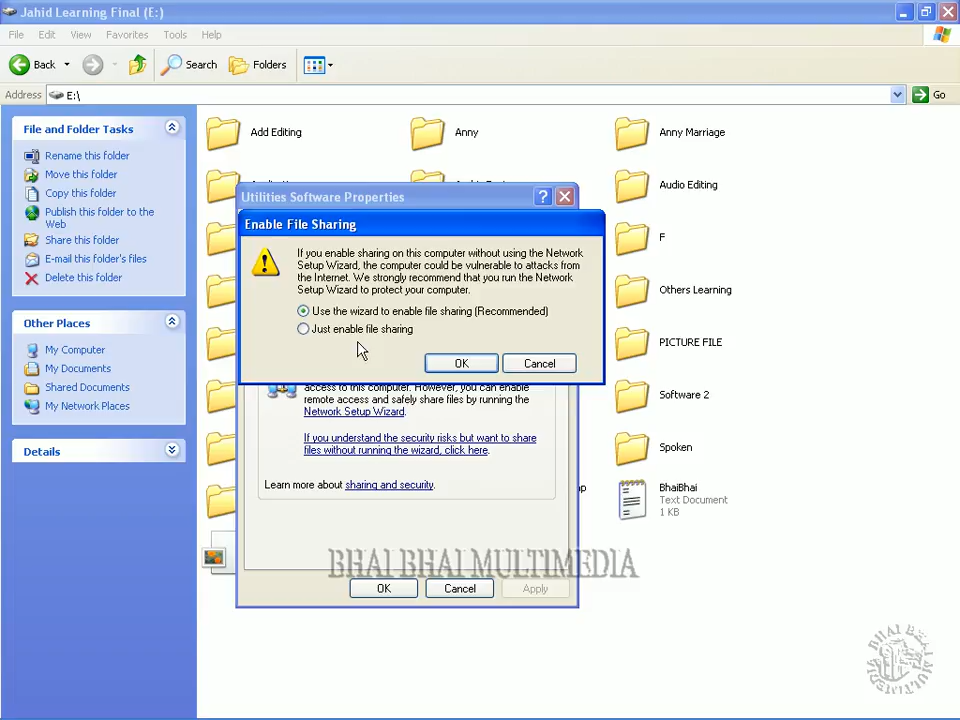 Jahid Learning Final (E:)
File Edit View Favorites Tools Help
Back Search Folders
Address E:\ Go
File and Folder Tasks
Rename this folder
Move this folder
Copy this folder
Publish this folder to the
Web
Share this folder
E-mail this folder's files
Delete this folder
Other Places
My Computer
My Documents
Shared Documents
My Network Places
Details
Add Editing Anny Anny Marriage
Audio Editing
F
Others Learning
PICTURE FILE
Software 2
Spoken
BhaiBhai
Text Document
1 KB
Utilities Software Properties
Enable File Sharing
If you enable sharing on this computer without using the Network
Setup Wizard, the computer could be vulnerable to attacks from
the Internet. We strongly recommend that you run the Network
Setup Wizard to protect your computer.
Use the wizard to enable file sharing (Recommended)
Just enable file sharing
OK Cancel
access to this computer. However, you can enable
remote access and safely share files by running the
Network Setup Wizard.
If you understand the security risks but want to share
files without running the wizard, click here.
Learn more about sharing and security.
OK Cancel Apply
BHAI BHAI MULTIMEDIA
BHAI BHAI
MULTIMEDIA